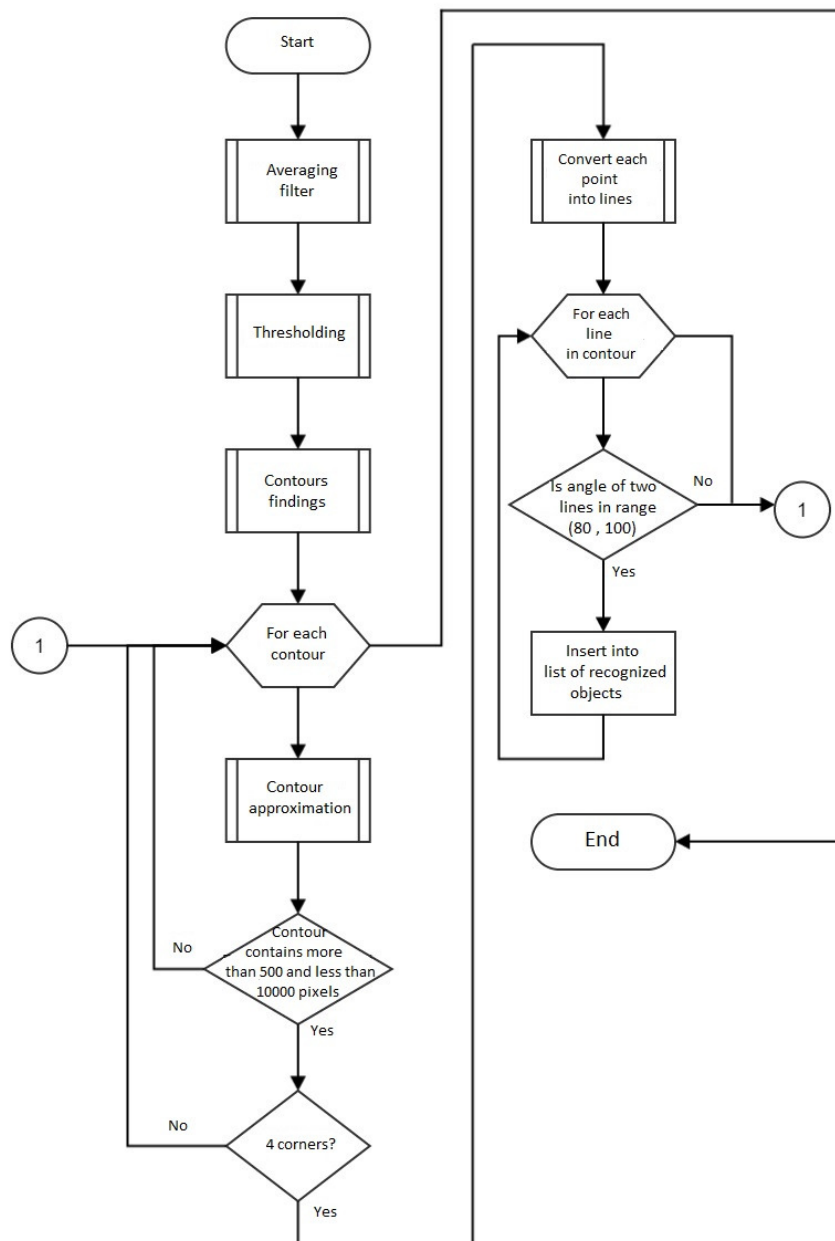 Start
Averaging
filter
Thresholding
Contours
findings
1
For each
contour
Contour
approximation
No
Contour
contains more
than 500 and less than
10000 pixels
Yes
No
4 corners?
Yes
Convert each
point
into lines
For each
line
in contour
Is angle of two
lines in range
(80 , 100)
No
1
Yes
Insert into
list of recognized
objects
End